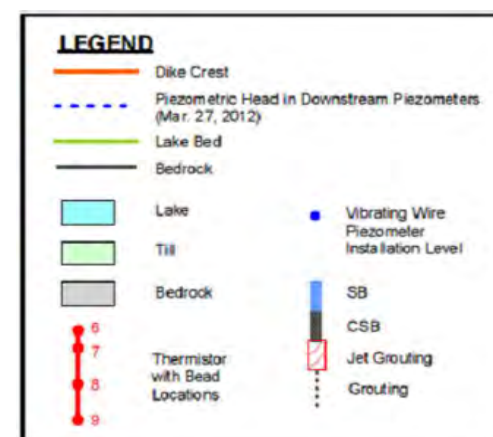 LEGEND
Dike Crest
Piezometric Head in Downstream Piezometers
(Mar. 27, 2012)
Lake Bed
Bedrock
Lake
Till
Bedrock
6
7
8
9
Thermistor
with Bead
Locations
Vibrating Wire
Piezometer
Installation Level
SB
CSB
Jet Grouting
Grouting